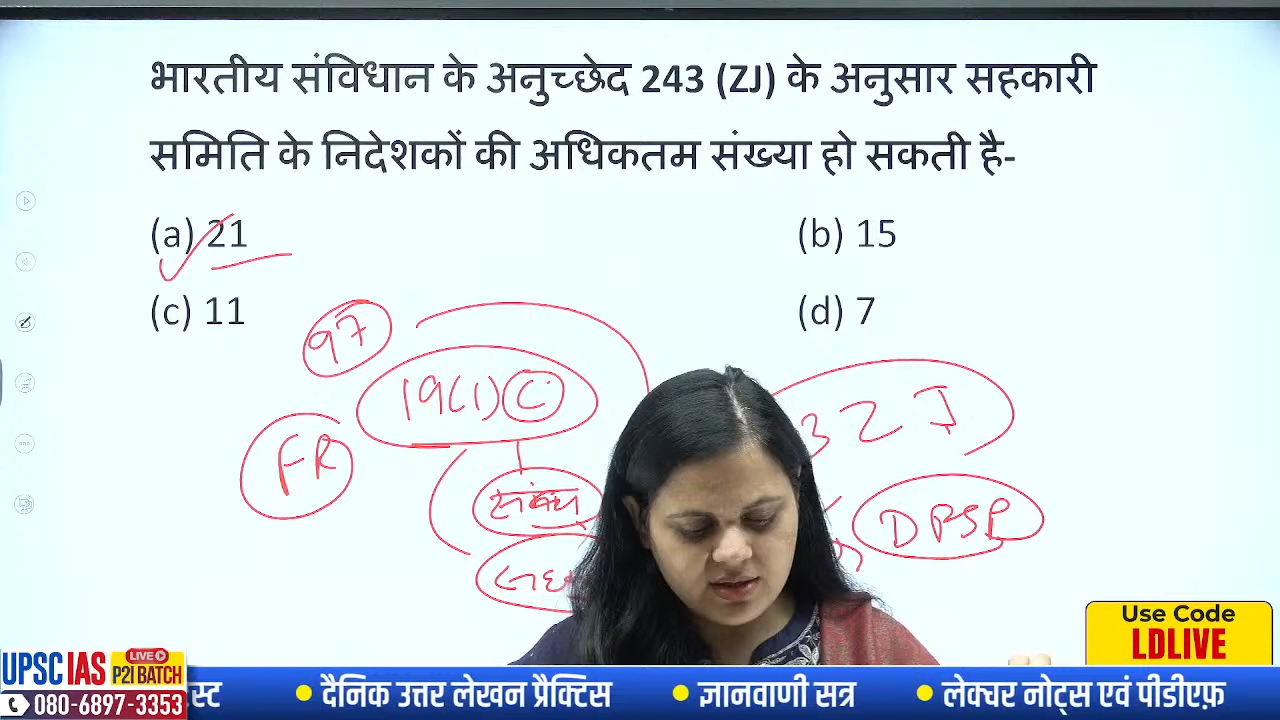 भारतीय संविधान के अनुच्छेद 243 (ZJ) के अनुसार सहकारी
समिति के निदेशकों की अधिकतम संख्या हो सकती है-
(a) 21
(b) 15
(c) 11
(d) 7
97
19(1) C
3 Z J
FR
DPSP
Use Code
LDLIVE
UPSC IAS
LIVE
P2I BATCH
080-6897-3353
स्ट • दैनिक उत्तर लेखन प्रैक्टिस • ज्ञानवाणी सत्र • लेक्चर नोट्स एवं पीडीएफ़